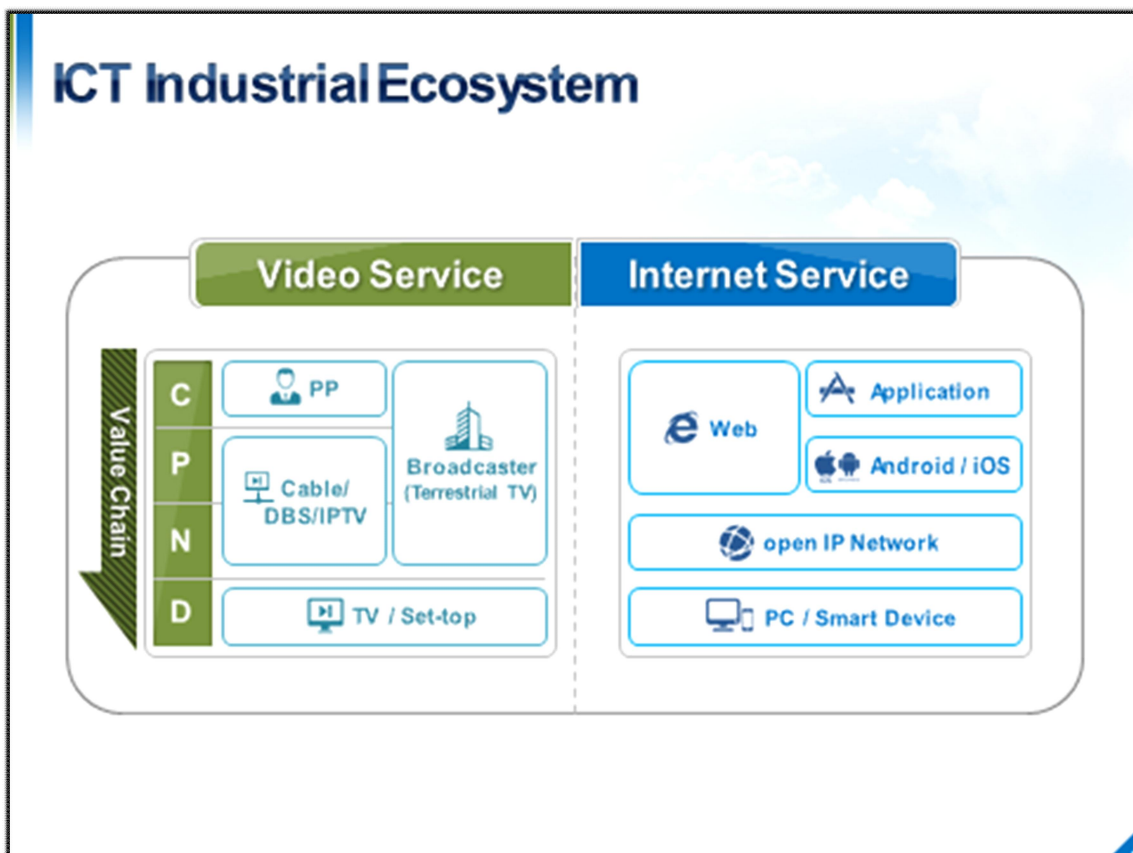 ICT Industrial Ecosystem
Video Service
Internet Service
Value Chain
C
P
N
D
PP
Cable/
DBS/IPTV
Broadcaster
(Terrestrial TV)
TV / Set-top
Web
Application
Android / iOS
open IP Network
PC / Smart Device